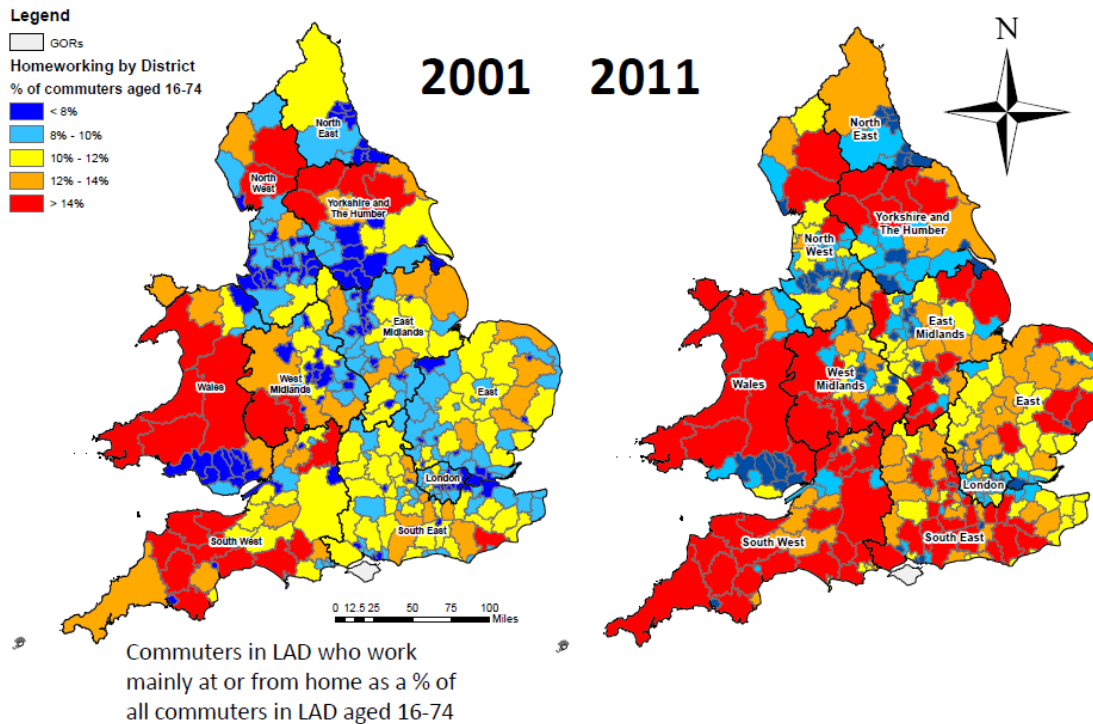 Legend
GORs
Homeworking by District
% of commuters aged 16-74
< 8%
8% - 10%
10% - 12%
12% - 14%
> 14%
2001
2011
North
East
North
West
Yorkshire and
The Humber
East
Midlands
West
Midlands
Wales
East
London
South East
South West
0 12.5 25 50 75 100
Miles
North
East
Yorkshire and
The Humber
North
West
East
Midlands
West
Midlands
Wales
East
London
South East
South West
N
Commuters in LAD who work
mainly at or from home as a % of
all commuters in LAD aged 16-74